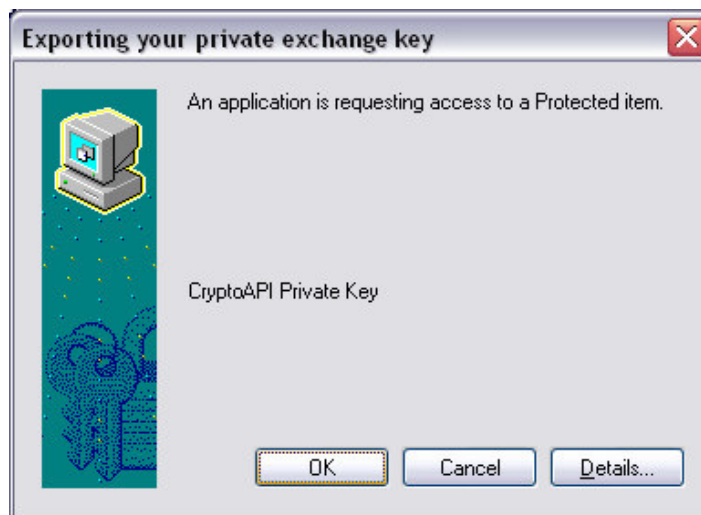 Exporting your private exchange key
An application is requesting access to a Protected item.
CryptoAPI Private Key
OK
Cancel
Details...